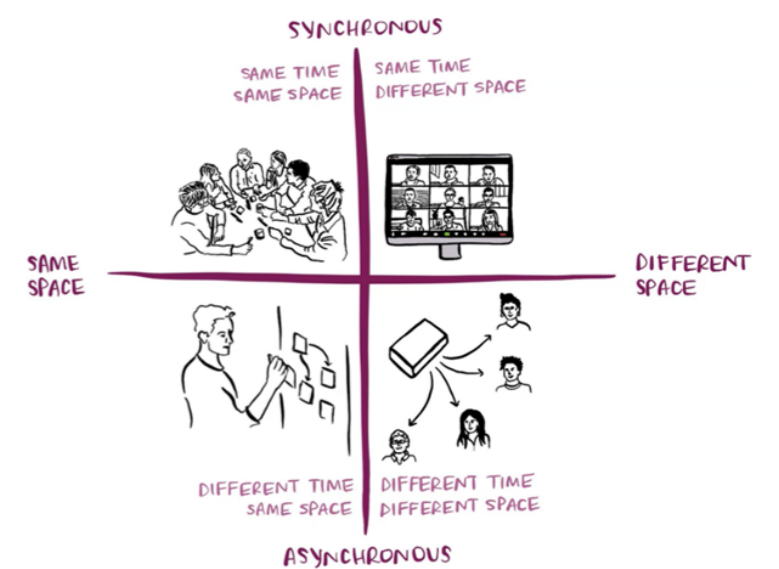 SYNCHRONOUS
SAME TIME
SAME SPACE
SAME TIME
DIFFERENT SPACE
SAME
SPACE
DIFFERENT
SPACE
DIFFERENT TIME
SAME SPACE
DIFFERENT TIME
DIFFERENT SPACE
ASYNCHRONOUS